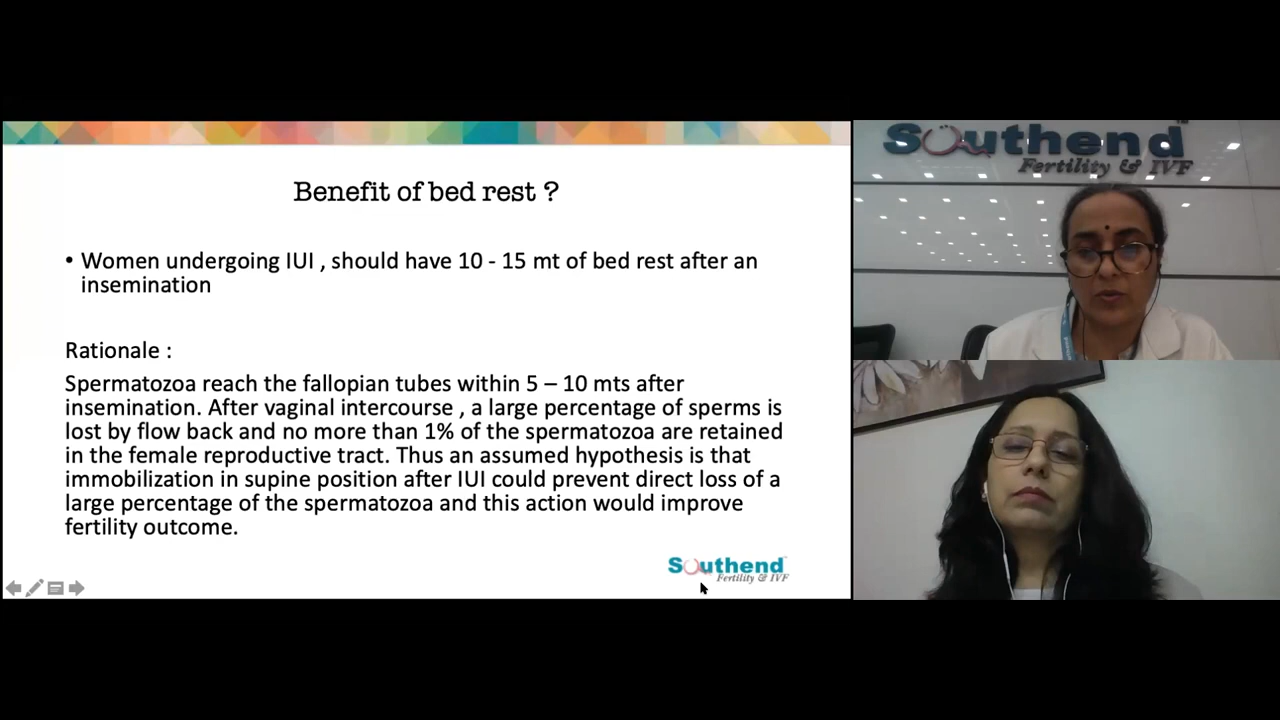 Benefit of bed rest ?
• Women undergoing IUI , should have 10 - 15 mt of bed rest after an
insemination
Rationale :
Spermatozoa reach the fallopian tubes within 5 – 10 mts after
insemination. After vaginal intercourse , a large percentage of sperms is
lost by flow back and no more than 1% of the spermatozoa are retained
in the female reproductive tract. Thus an assumed hypothesis is that
immobilization in supine position after IUI could prevent direct loss of a
large percentage of the spermatozoa and this action would improve
fertility outcome.
Southend
Fertility & IVF
Southend
Fertility & IVF